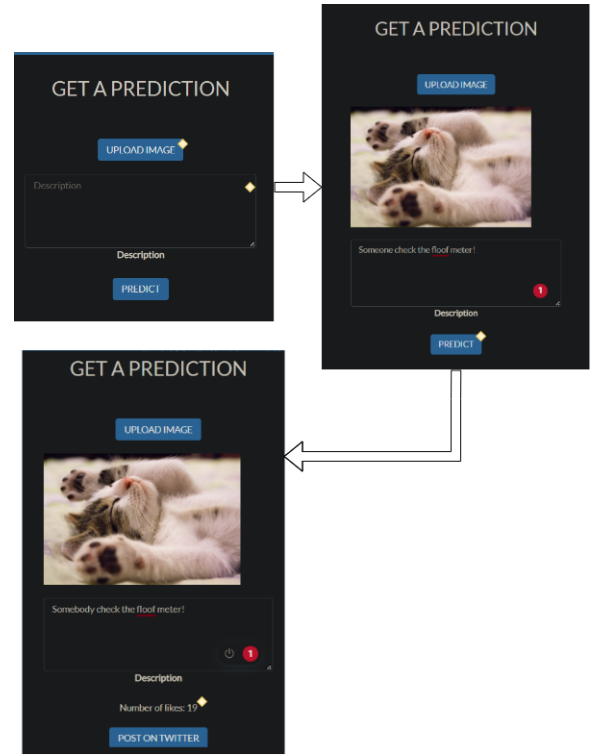 GET A PREDICTION
UPLOAD IMAGE
Description
Description
PREDICT
GET A PREDICTION
UPLOAD IMAGE
Someone check the floof meter!
1
Description
PREDICT
GET A PREDICTION
UPLOAD IMAGE
Somebody check the floof meter!
1
Description
Number of likes: 19
POST ON TWITTER